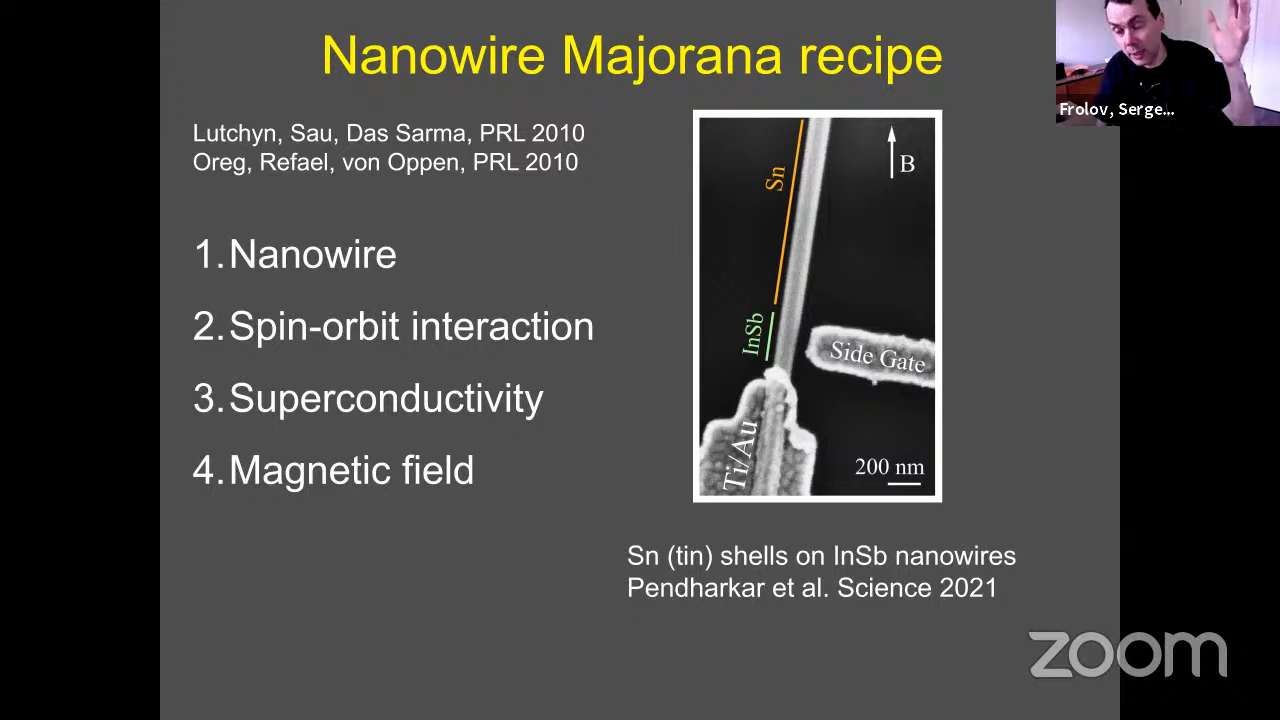 Nanowire Majorana recipe
Frolov, Serge...
Lutchyn, Sau, Das Sarma, PRL 2010
Oreg, Refael, von Oppen, PRL 2010
1. Nanowire
2. Spin-orbit interaction
3. Superconductivity
4. Magnetic field
Sn
B
InSb
Side Gate
Ti/Au
200 nm
Sn (tin) shells on InSb nanowires
Pendharkar et al. Science 2021
zoom